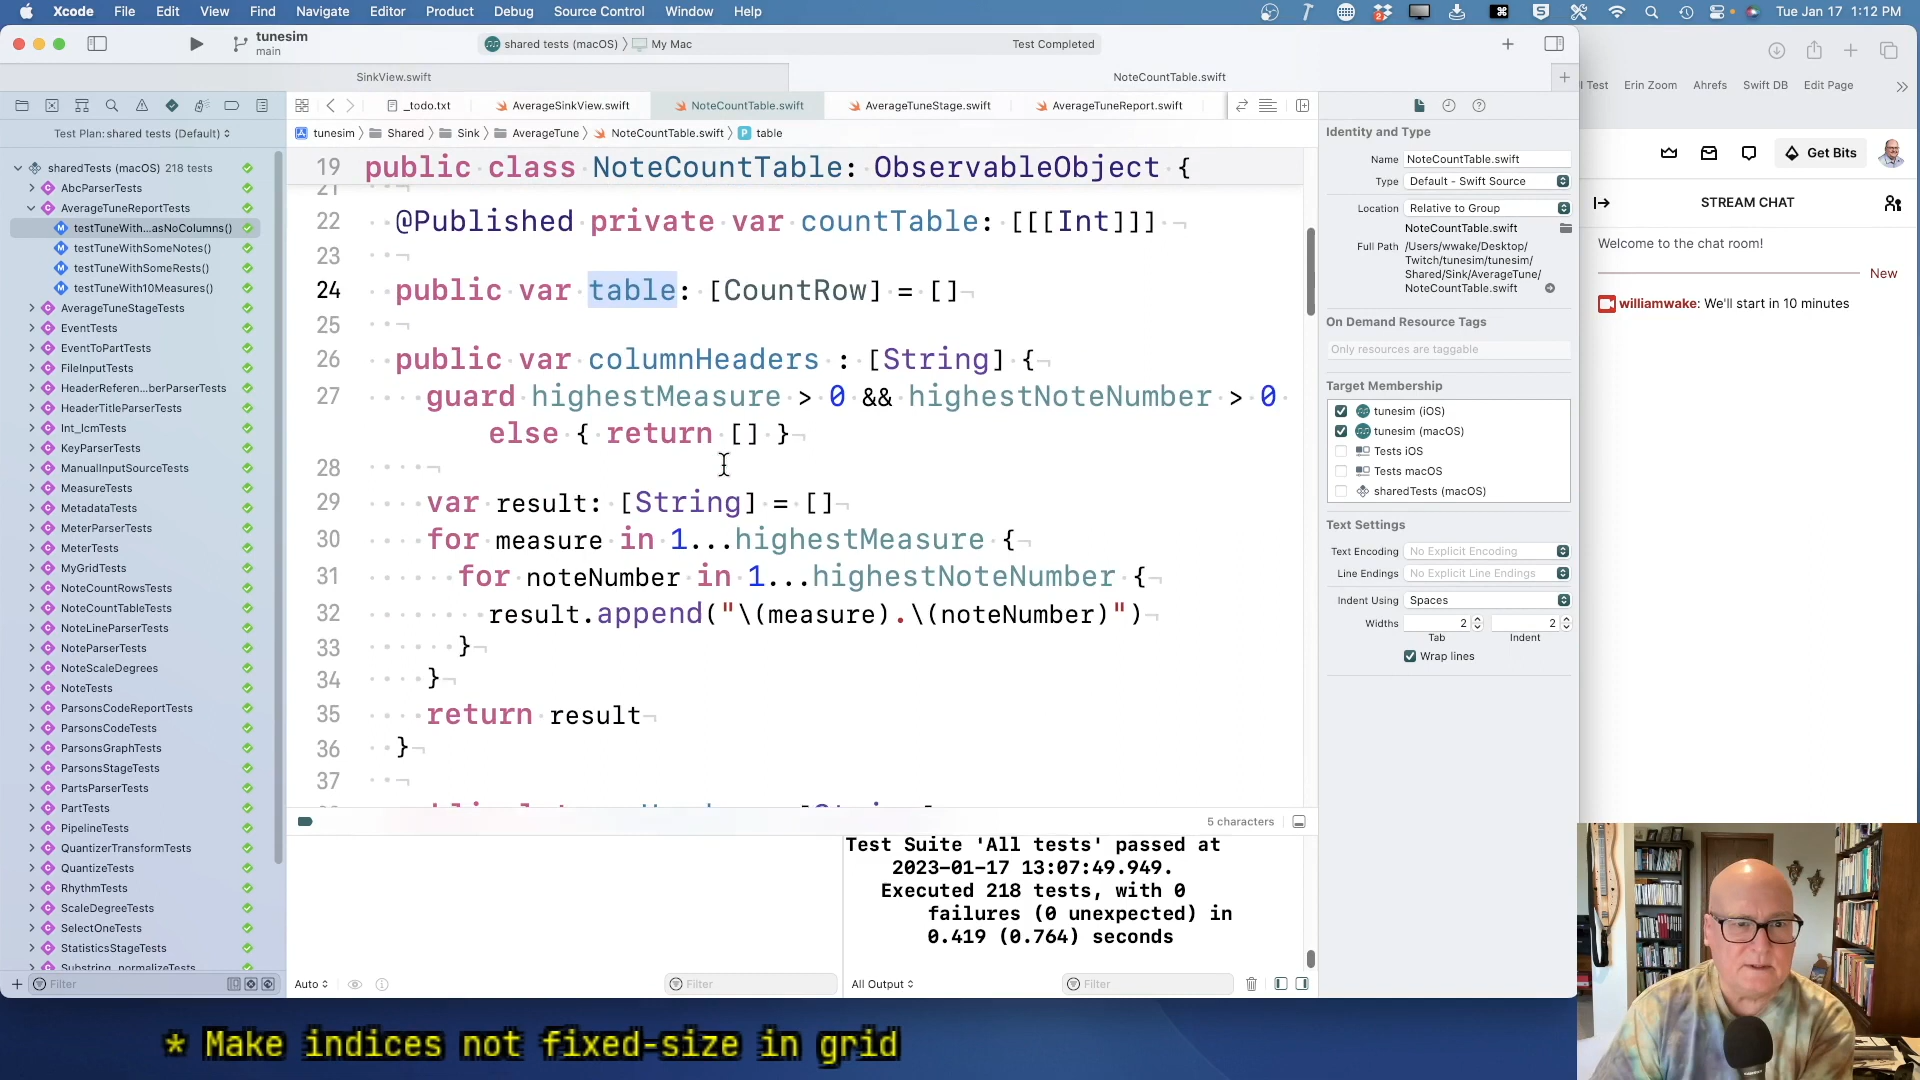 Xcode File Edit View Find Navigate Editor Product Debug Source Control Window Help
Tue Jan 17 1:12 PM
tunesim
main
shared tests (macOS) 〉 My Mac
Test Completed
SinkView.swift
NoteCountTable.swift
_todo.txt
AverageSinkView.swift
NoteCountTable.swift
AverageTuneStage.swift
AverageTuneReport.swift
Test Plan: shared tests (Default)
tunesim 〉 Shared 〉 Sink 〉 AverageTune 〉 NoteCountTable.swift 〉 P table
sharedTests (macOS) 218 tests
AbcParserTests
AverageTuneReportTests
testTuneWith...asNoColumns()
testTuneWithSomeNotes()
testTuneWithSomeRests()
testTuneWith10Measures()
AverageTuneStageTests
EventTests
EventToPartTests
FileInputTests
HeaderReferen...berParserTests
HeaderTitleParserTests
Int_lcmTests
KeyParserTests
ManualInputSourceTests
MeasureTests
MetadataTests
MeterParserTests
MeterTests
MyGridTests
NoteCountRowsTests
NoteCountTableTests
NoteLineParserTests
NoteParserTests
NoteScaleDegrees
NoteTests
ParsonsCodeReportTests
ParsonsCodeTests
ParsonsGraphTests
ParsonsStageTests
PartsParserTests
PartTests
PipelineTests
QuantizerTransformTests
QuantizeTests
RhythmTests
ScaleDegreeTests
SelectOneTests
StatisticsStageTests
Substring_normalizeTests
Filter
19 public class NoteCountTable: ObservableObject {
21
22 @Published private var countTable: [[[Int]]]
23
24 public var table: [CountRow] = []
25
26 public var columnHeaders : [String] {
27 guard highestMeasure > 0 && highestNoteNumber > 0
else { return [] }
28
29 var result: [String] = []
30 for measure in 1...highestMeasure {
31 for noteNumber in 1...highestNoteNumber {
32 result.append("\(measure).\(noteNumber)")
33 }
34 }
35 return result
36 }
37
5 characters
Test Suite 'All tests' passed at
2023-01-17 13:07:49.949.
Executed 218 tests, with 0
failures (0 unexpected) in
0.419 (0.764) seconds
Auto
Filter
All Output
Filter
Identity and Type
Name NoteCountTable.swift
Type Default - Swift Source
Location Relative to Group
NoteCountTable.swift
Full Path /Users/wwake/Desktop/
Twitch/tunesim/tunesim/
Shared/Sink/AverageTune/
NoteCountTable.swift
On Demand Resource Tags
Only resources are taggable
Target Membership
tunesim (iOS)
tunesim (macOS)
Tests iOS
Tests macOS
sharedTests (macOS)
Text Settings
Text Encoding No Explicit Encoding
Line Endings No Explicit Line Endings
Indent Using Spaces
Widths 2 2
Tab Indent
Wrap lines
l Test Erin Zoom Ahrefs Swift DB Edit Page
Get Bits
STREAM CHAT
Welcome to the chat room!
New
williamwake: We'll start in 10 minutes
* Make indices not fixed-size in grid